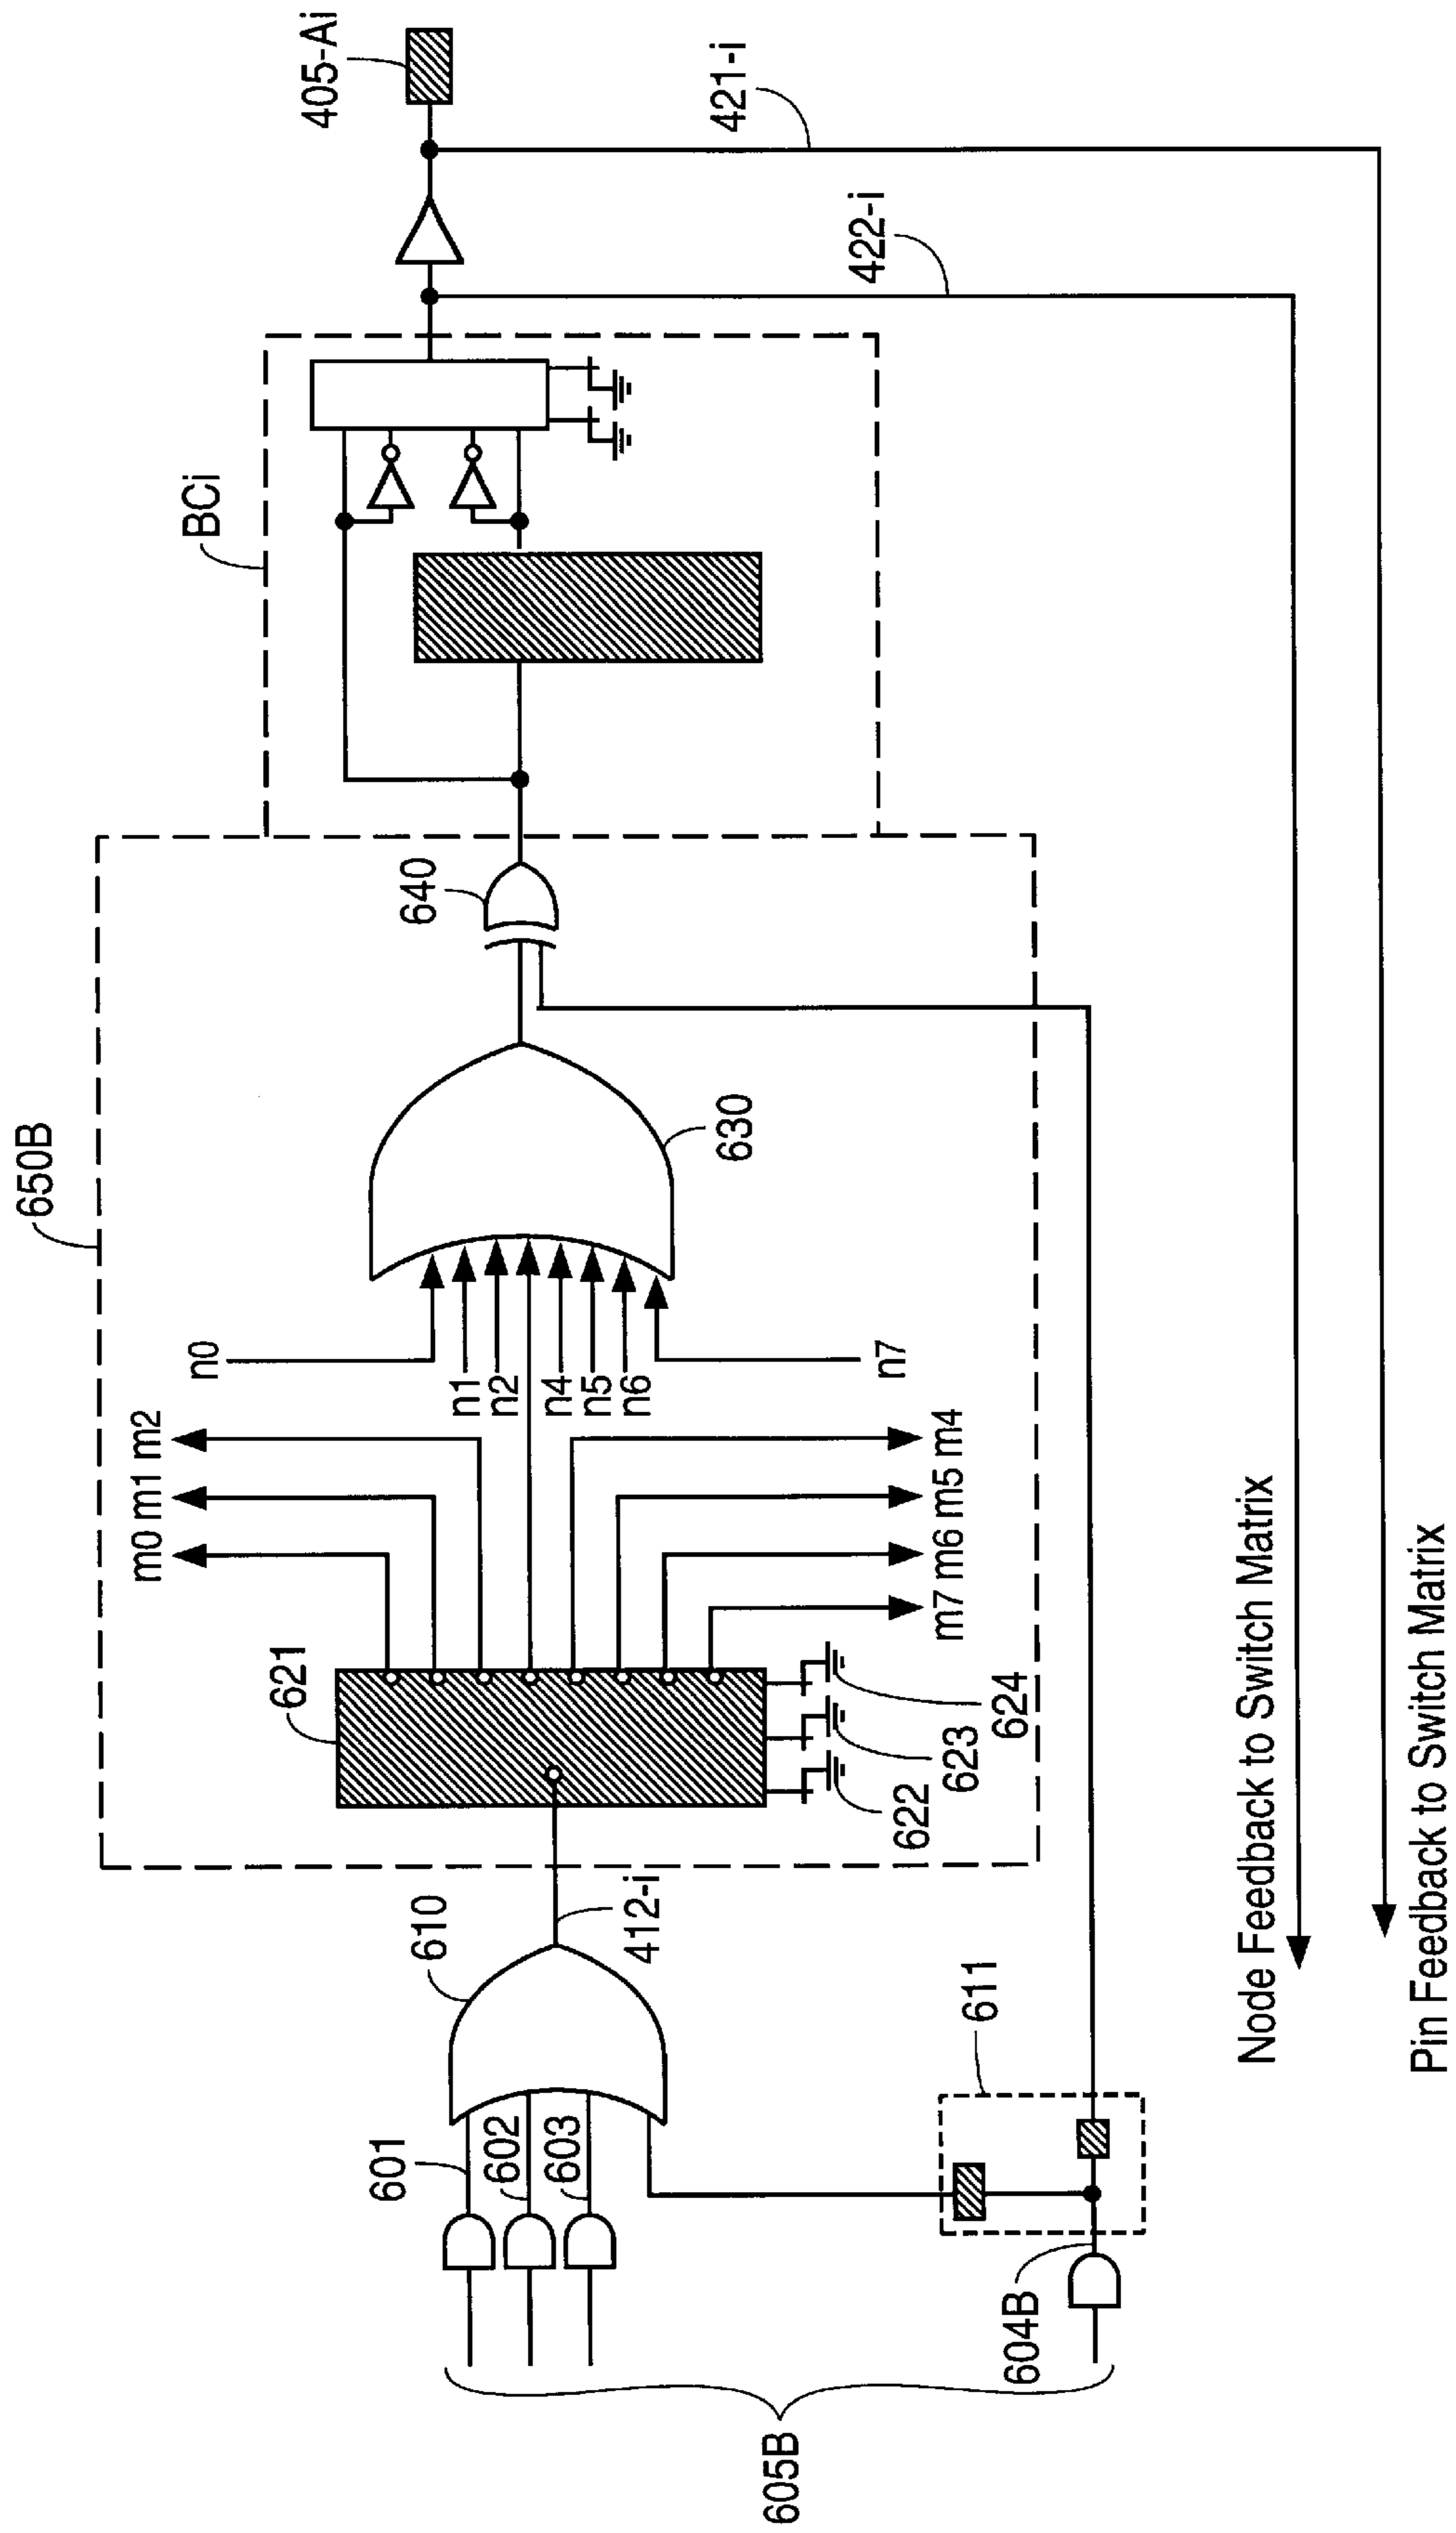 650B
BCi
405-Ai
421-i
422-i
640
630
n0
n1
n2
n4
n5
n6
n7
m0
m1
m2
m7
m6
m5
m4
621
622
623
624
610
412-i
601
602
603
611
604B
605B
Node Feedback to Switch Matrix
Pin Feedback to Switch Matrix